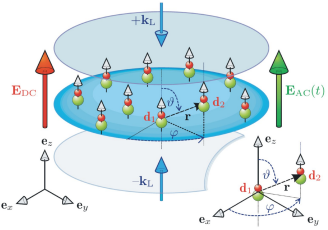 +k_L
E_DC
E_AC(t)
ϑ
d_2
d_1
r
φ
−k_L
e_z
e_z
ϑ
d_2
d_1
r
e_x
e_y
e_x
φ
e_y